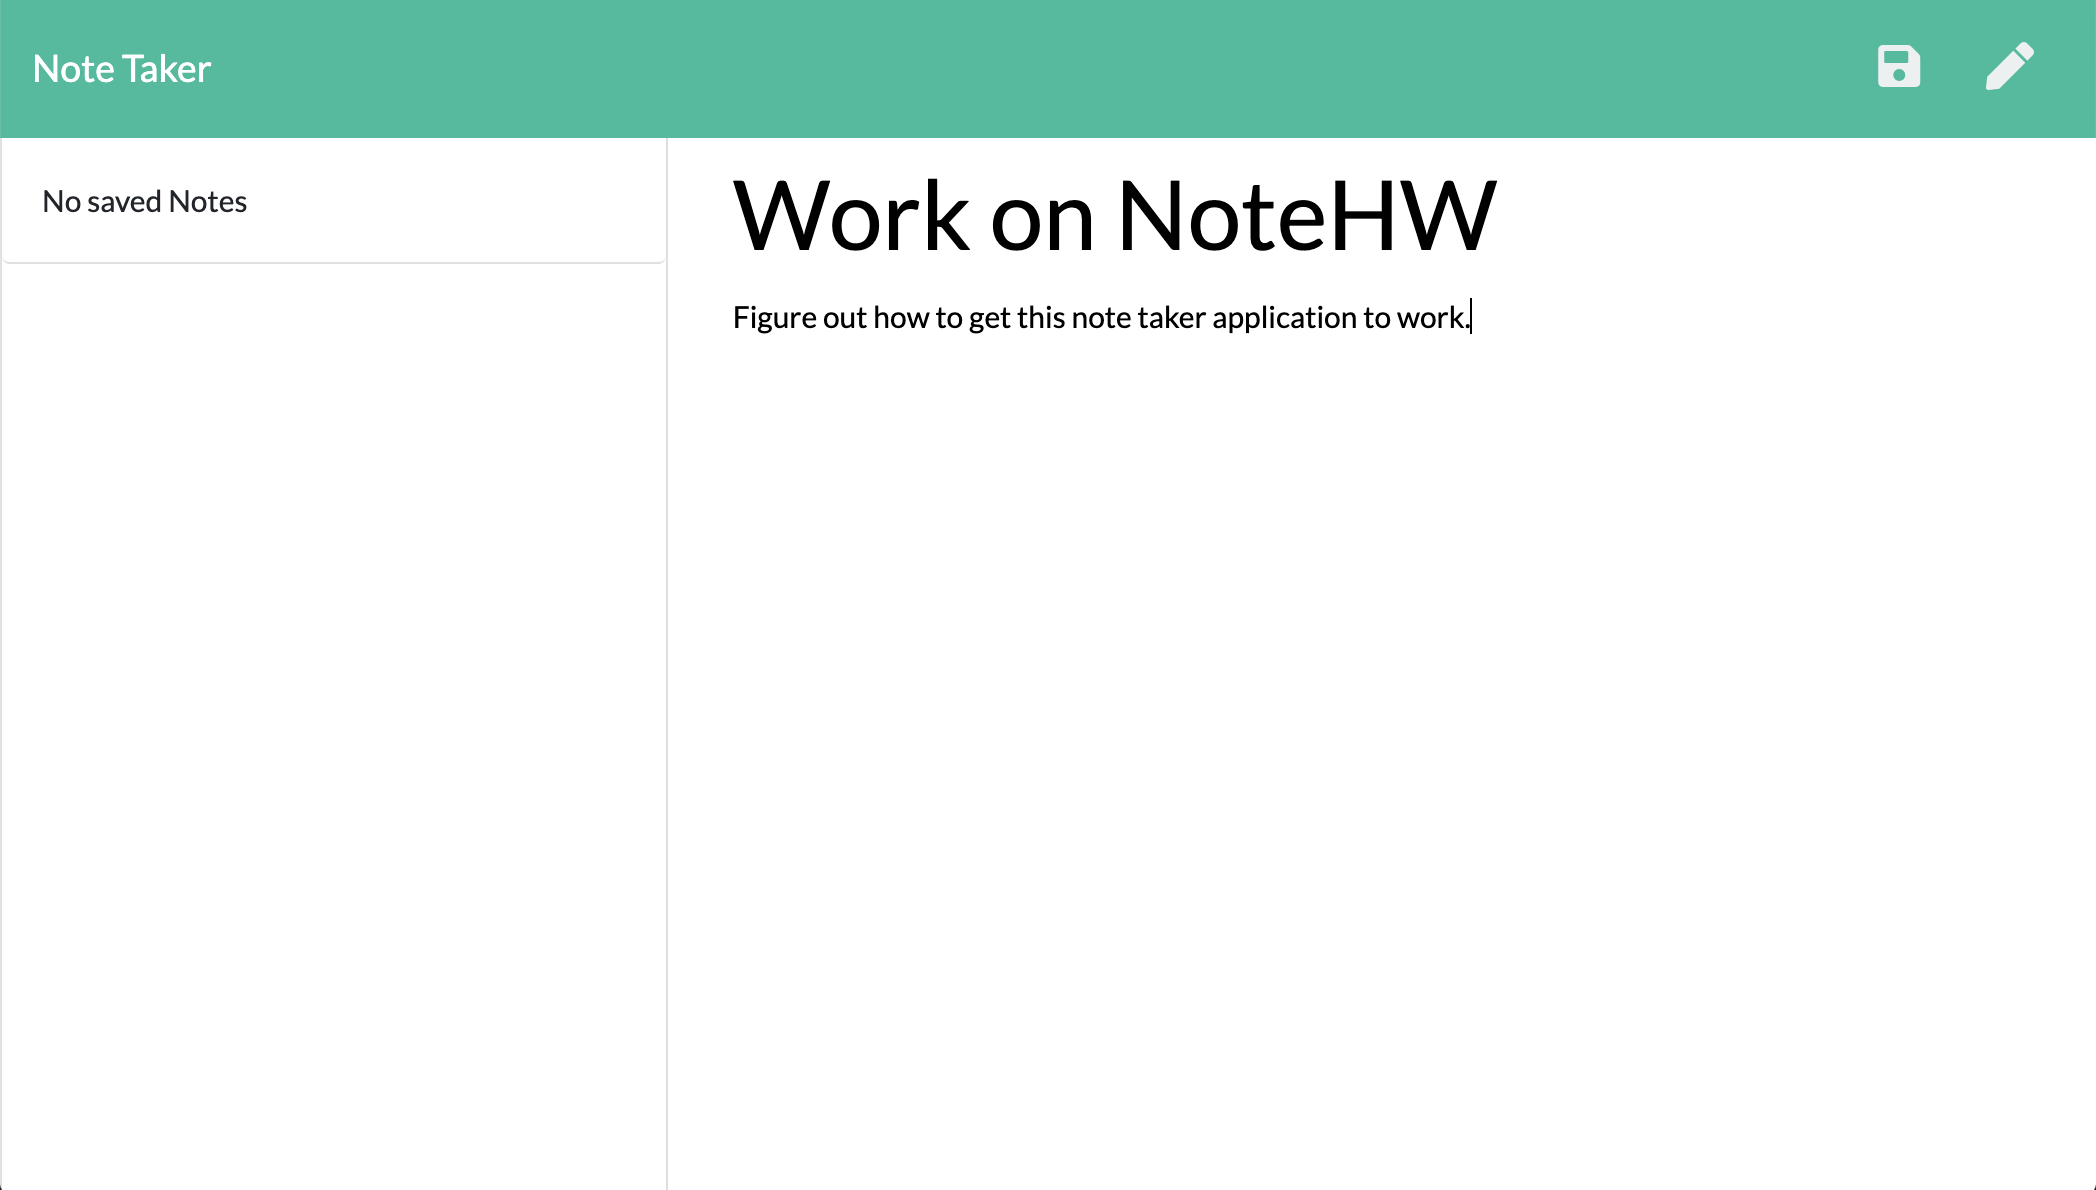 Note Taker
No saved Notes
Work on NoteHW
Figure out how to get this note taker application to work.